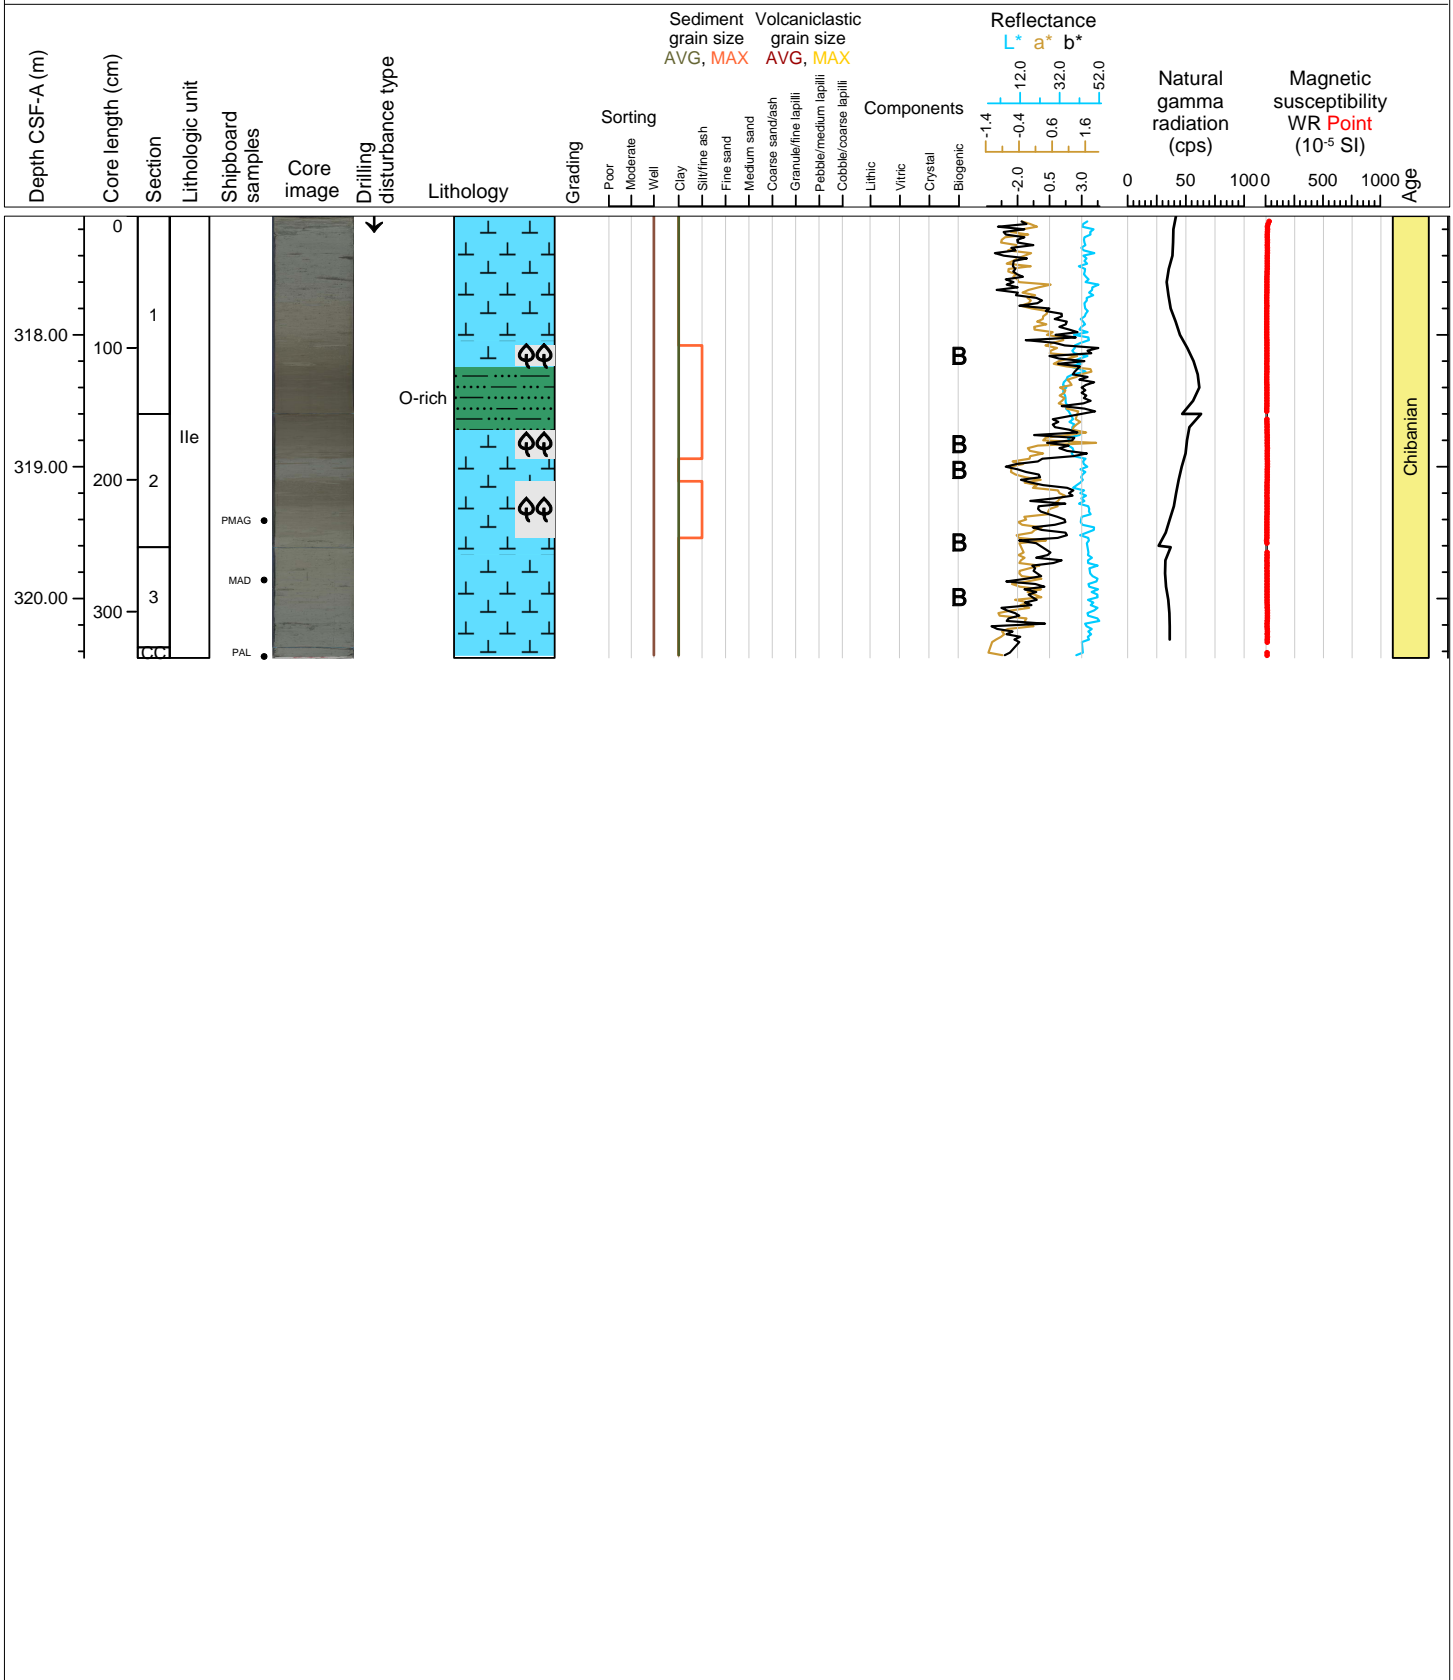 Depth CSF-A (m)
Core length (cm)
Section
Lithologic unit
Shipboard
samples
Core
image
Drilling
disturbance type
Lithology
Grading
Sorting
Poor
Moderate
Well
Sediment
grain size
AVG, MAX
Volcaniclastic
grain size
AVG, MAX
Clay
Silt/fine ash
Fine sand
Medium sand
Coarse sand/ash
Granule/fine lapilli
Pebble/medium lapilli
Cobble/coarse lapilli
Components
Lithic
Vitric
Crystal
Biogenic
Reflectance
L* a* b*
12.0 32.0 52.0
-1.4 -0.4 0.6 1.6
-2.0 0.5 3.0
Natural
gamma
radiation
(cps)
0 50 100
Magnetic
susceptibility
WR Point
(10-5 SI)
0 500 1000
Age
0
1
318.00
100
B
O-rich
IIe
B
319.00
B
200
2
PMAG
B
MAD
320.00
3
B
300
CC
PAL
Chibanian